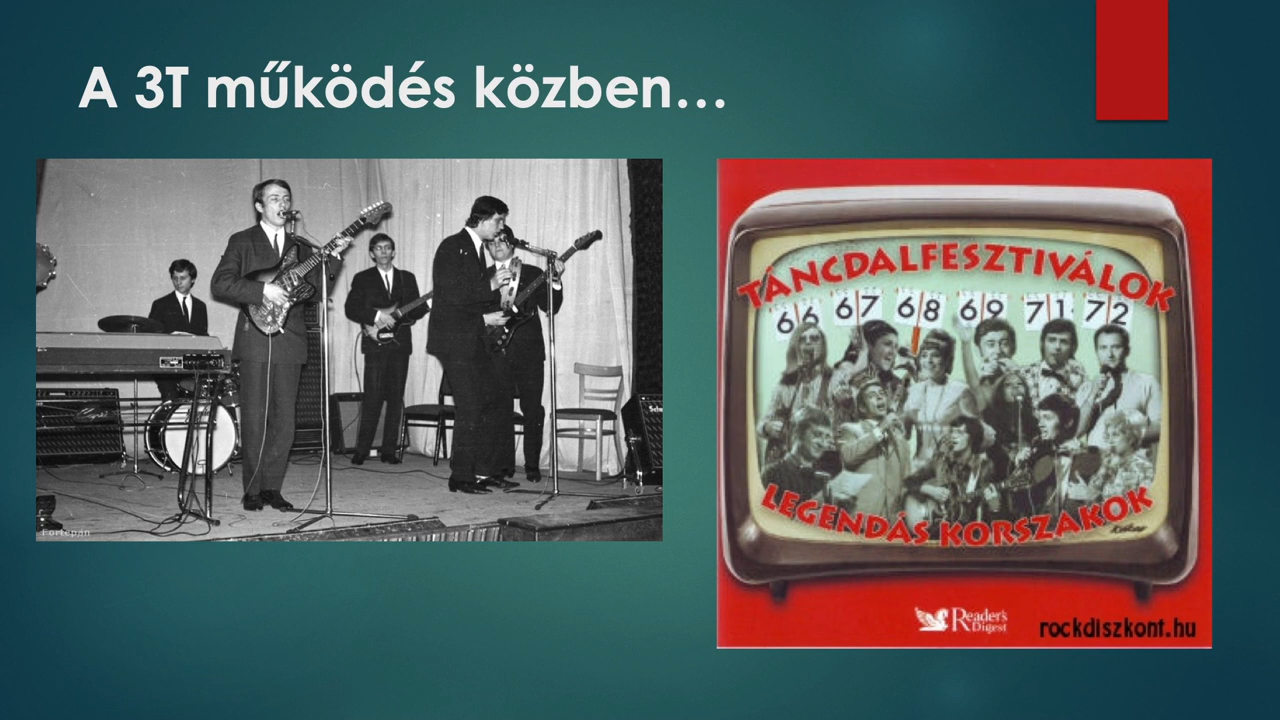 A 3T működés közben…
Fortepan
TÁNCDALFESZTIVÁLOK
66 67 68 69 71 72
LEGENDÁS KORSZAKOK
Reader's
Digest
rockdiszkont.hu